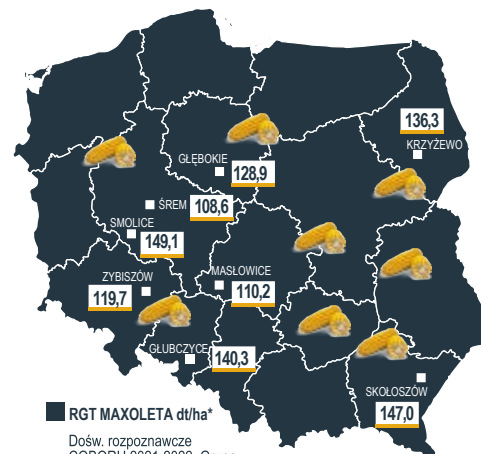 136,3
KRZYŻEWO
GŁĘBOKIE
128,9
ŚREM 108,6
SMOLICE
149,1
ZYBISZÓW
119,7
MASŁOWICE
110,2
GŁUBCZYCE
140,3
SKOŁOSZÓW
147,0
RGT MAXOLETA dt/ha*
Dośw. rozpoznawcze